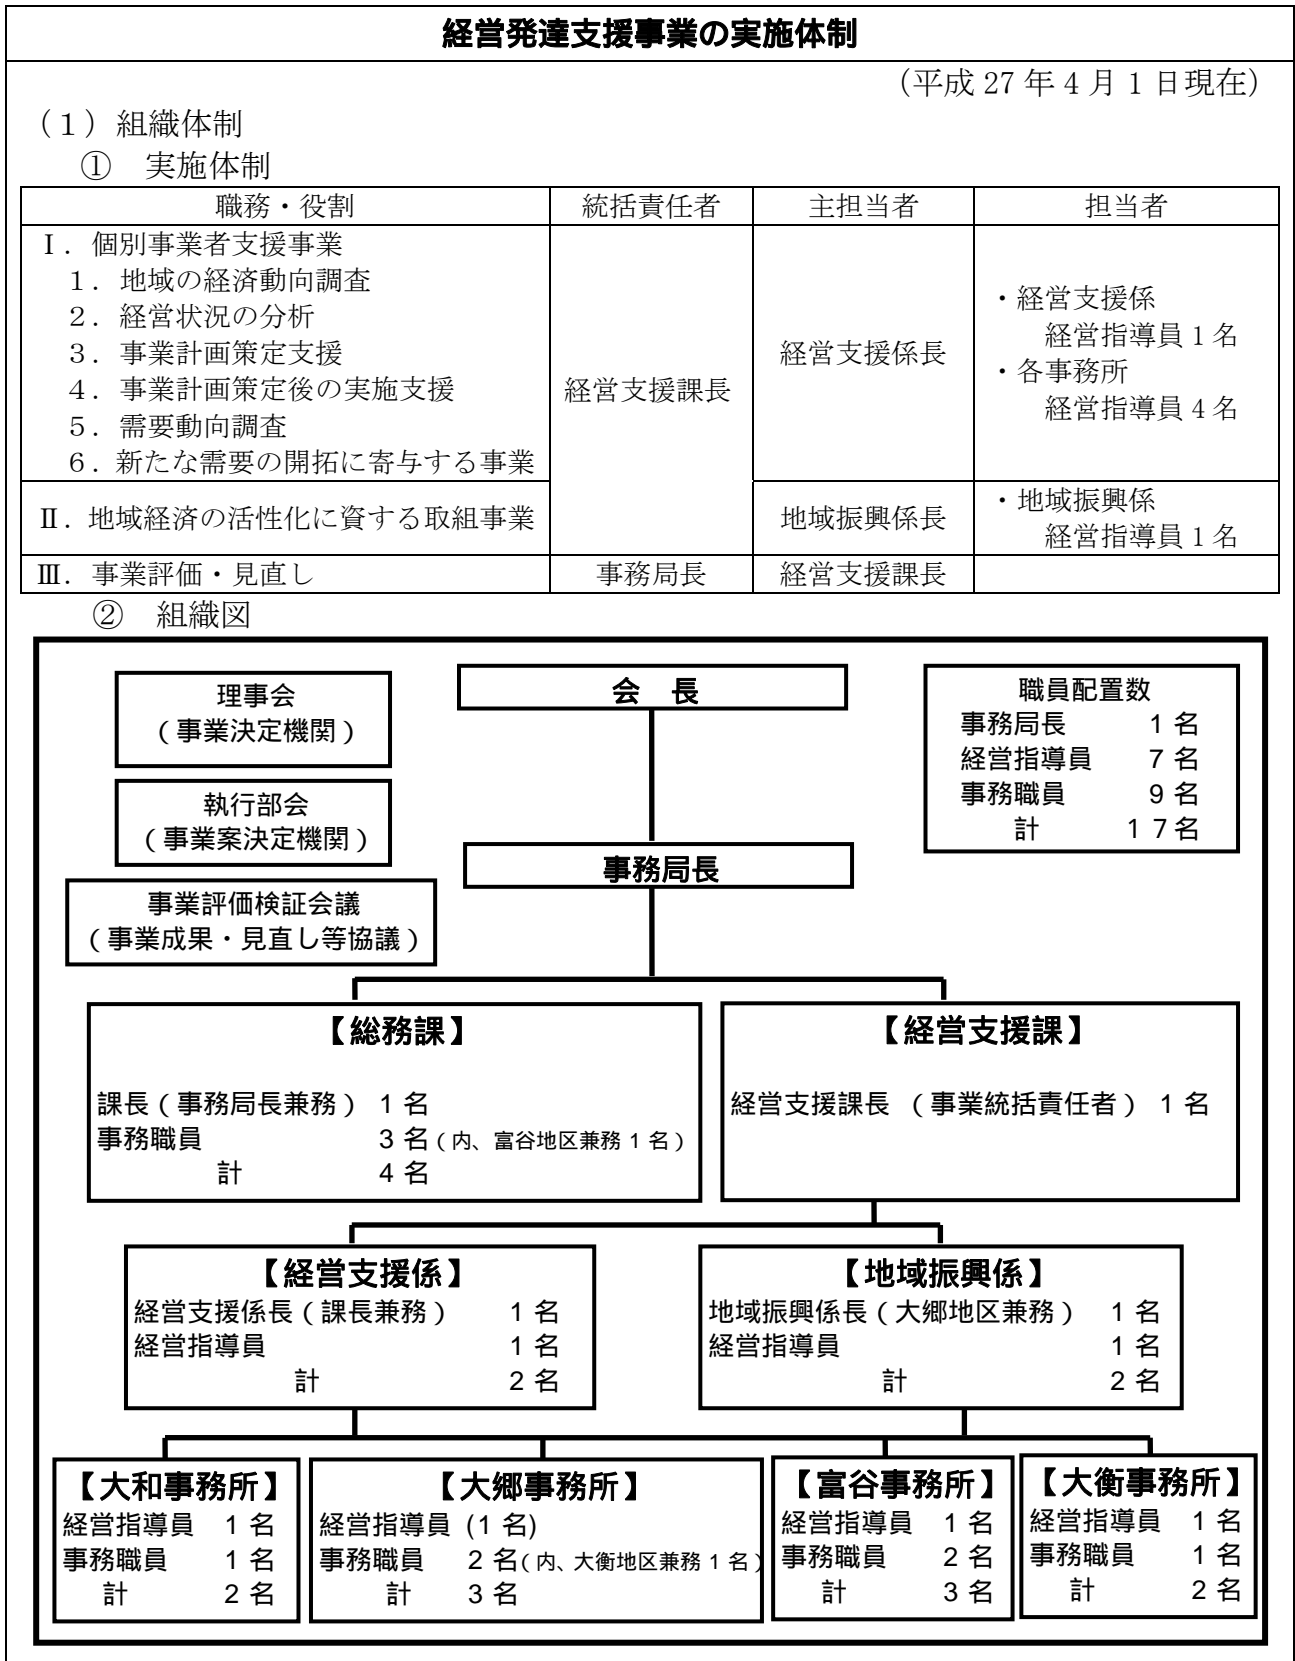 経営発達支援事業の実施体制
（平成 27 年 4 月 1 日現在）
（１）組織体制
①　実施体制
職務・役割　統括責任者　主担当者　担当者
Ⅰ．個別事業者支援事業
１．地域の経済動向調査
２．経営状況の分析
３．事業計画策定支援
４．事業計画策定後の実施支援
５．需要動向調査
６．新たな需要の開拓に寄与する事業
経営支援課長
経営支援係長
・経営支援係
経営指導員 1 名
・各事務所
経営指導員 4 名
Ⅱ．地域経済の活性化に資する取組事業
地域振興係長
・地域振興係
経営指導員 1 名
Ⅲ．事業評価・見直し　事務局長　経営支援課長
②　組織図
理事会
（事業決定機関）
執行部会
（事業案決定機関）
事業評価検証会議
（事業成果・見直し等協議）
会　長
事務局長
職員配置数
事務局長　1 名
経営指導員　7 名
事務職員　9 名
計　１７名
【総務課】
課長（事務局長兼務）　1 名
事務職員　3 名（内、富谷地区兼務 1 名）
計　4 名
【経営支援課】
経営支援課長　（事業統括責任者）　1 名
【経営支援係】
経営支援係長（課長兼務）　1 名
経営指導員　1 名
計　2 名
【地域振興係】
地域振興係長（大郷地区兼務）　1 名
経営指導員　1 名
計　2 名
【大和事務所】
経営指導員　1 名
事務職員　1 名
計　2 名
【大郷事務所】
経営指導員 (1 名)
事務職員　2 名（内、大衡地区兼務 1 名）
計　3 名
【富谷事務所】
経営指導員　1 名
事務職員　2 名
計　3 名
【大衡事務所】
経営指導員　1 名
事務職員　1 名
計　2 名